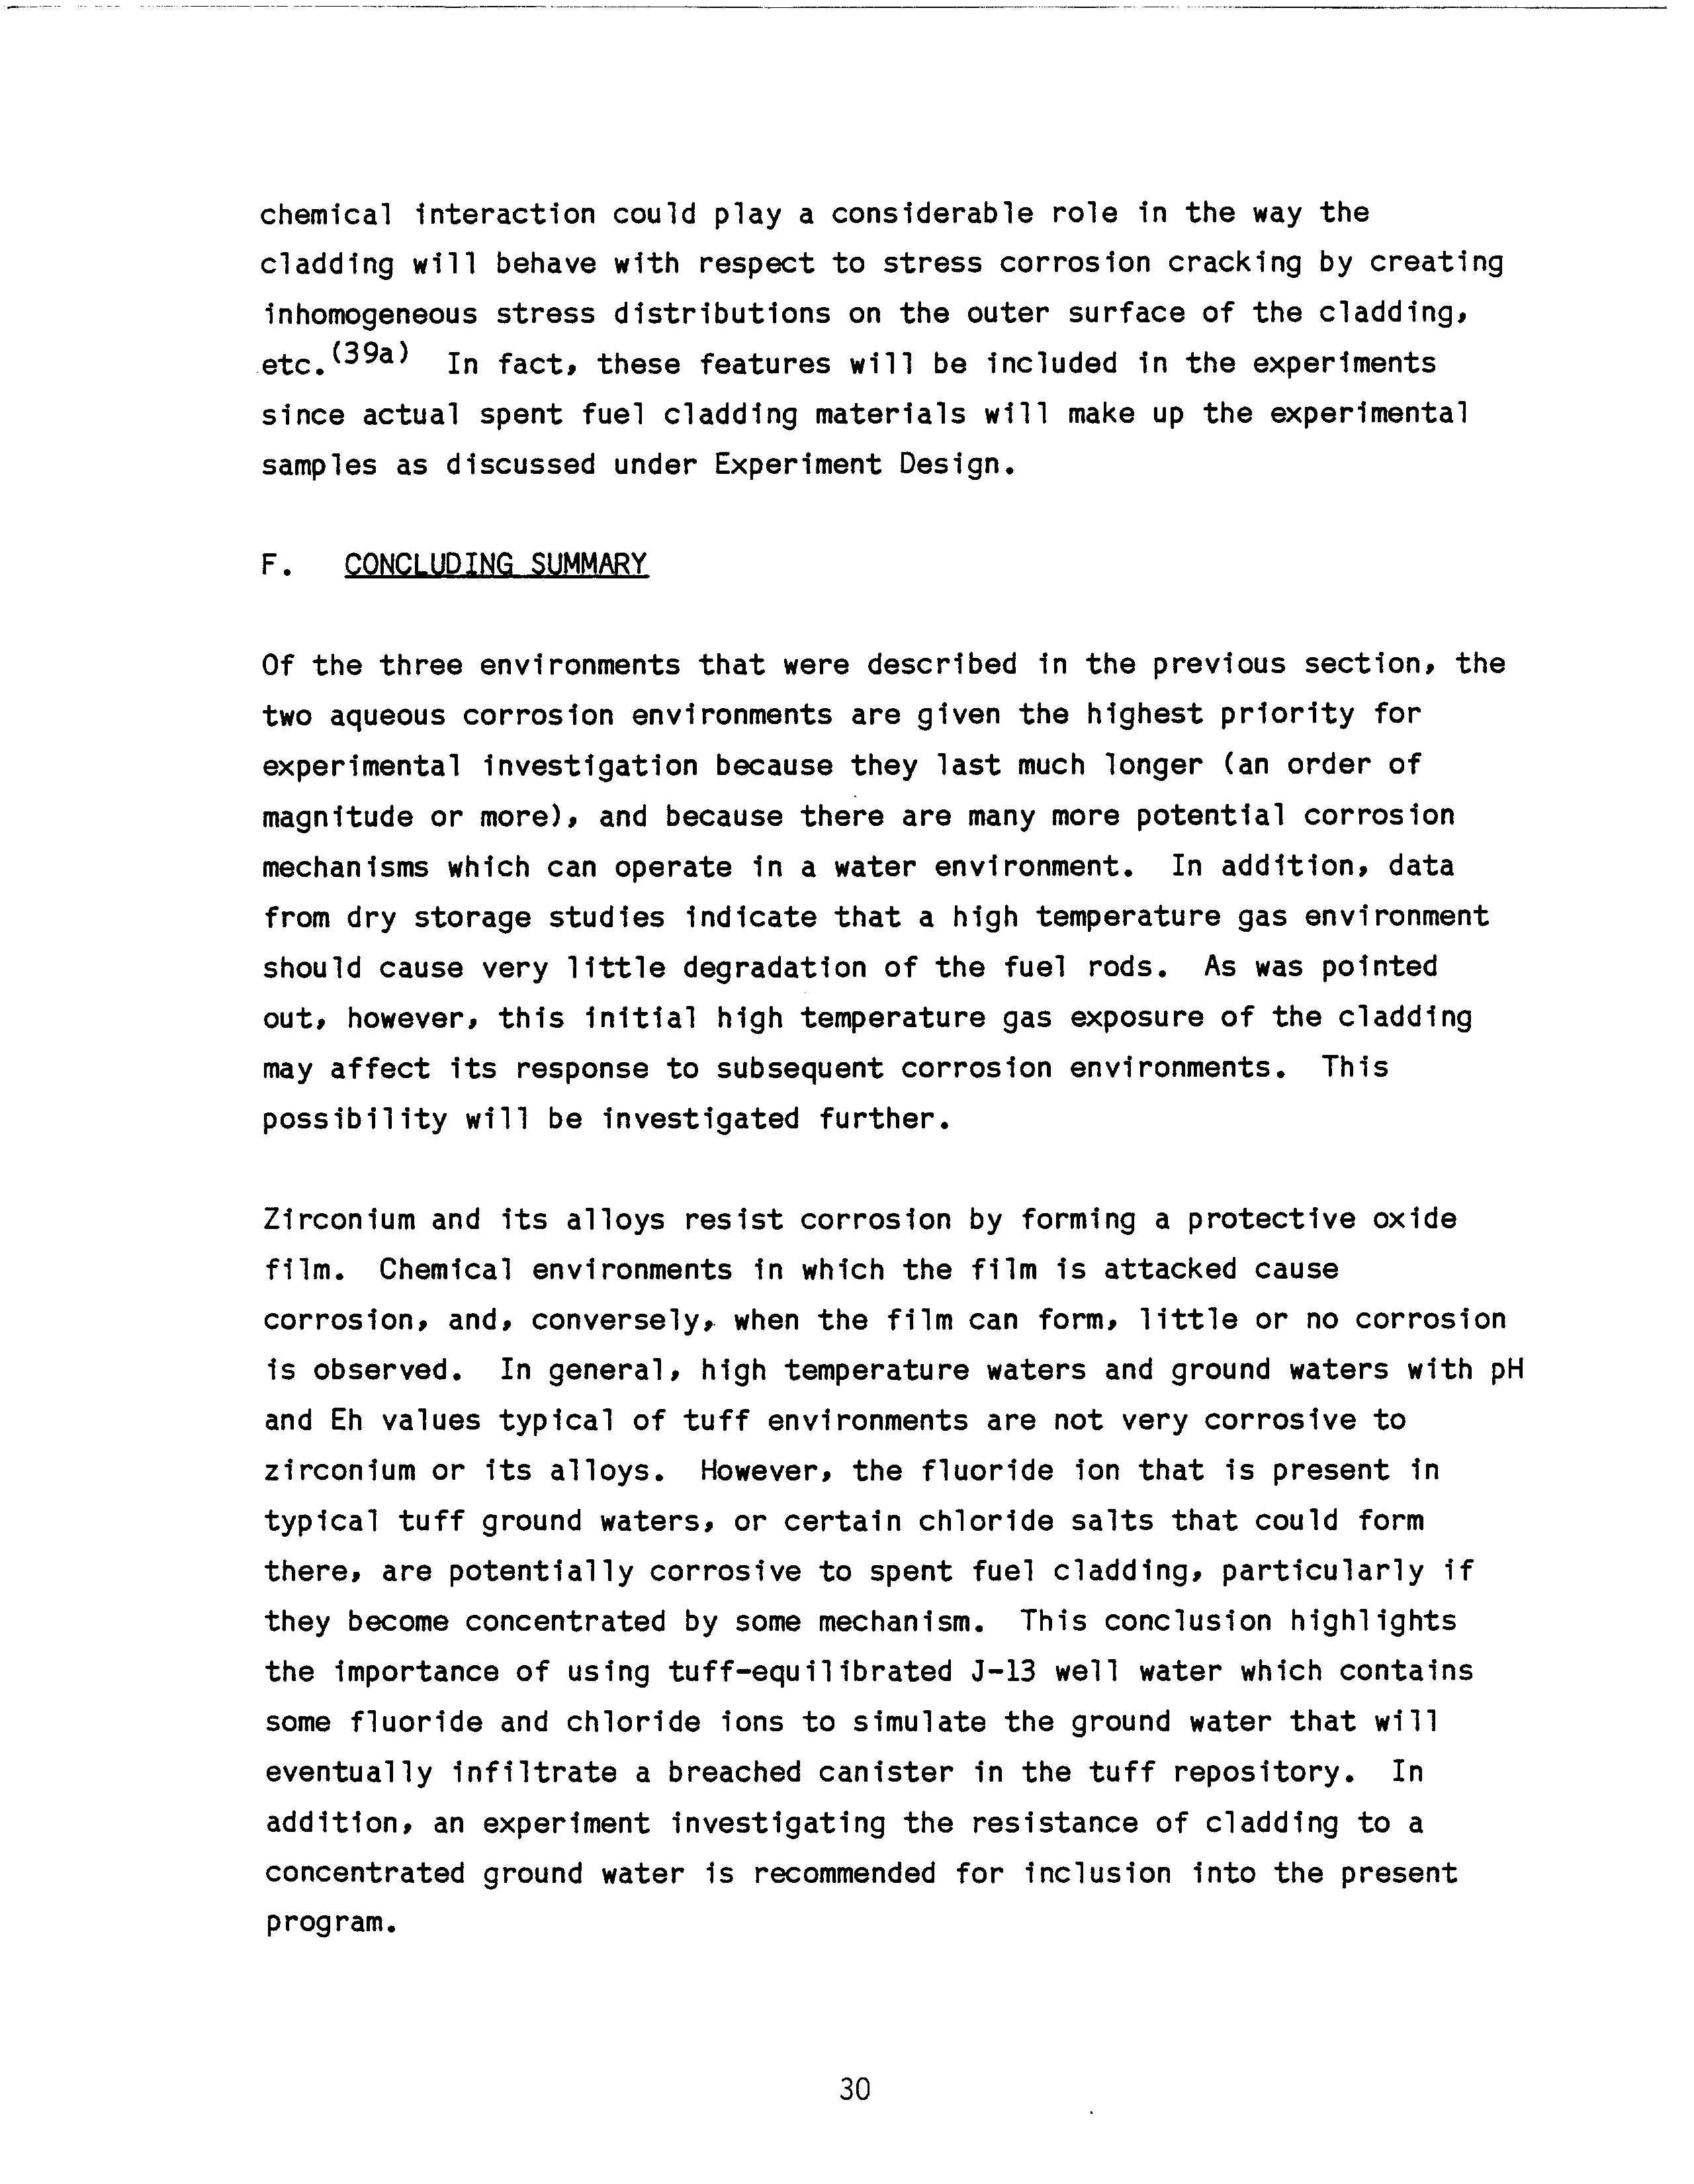 chemical interaction could play a considerable role in the way the
cladding will behave with respect to stress corrosion cracking by creating
inhomogeneous stress distributions on the outer surface of the cladding,
etc.(39a) In fact, these features will be included in the experiments
since actual spent fuel cladding materials will make up the experimental
samples as discussed under Experiment Design.
F. CONCLUDING SUMMARY
Of the three environments that were described in the previous section, the
two aqueous corrosion environments are given the highest priority for
experimental investigation because they last much longer (an order of
magnitude or more), and because there are many more potential corrosion
mechanisms which can operate in a water environment. In addition, data
from dry storage studies indicate that a high temperature gas environment
should cause very little degradation of the fuel rods. As was pointed
out, however, this initial high temperature gas exposure of the cladding
may affect its response to subsequent corrosion environments. This
possibility will be investigated further.
Zirconium and its alloys resist corrosion by forming a protective oxide
film. Chemical environments in which the film is attacked cause
corrosion, and, conversely, when the film can form, little or no corrosion
is observed. In general, high temperature waters and ground waters with pH
and Eh values typical of tuff environments are not very corrosive to
zirconium or its alloys. However, the fluoride ion that is present in
typical tuff ground waters, or certain chloride salts that could form
there, are potentially corrosive to spent fuel cladding, particularly if
they become concentrated by some mechanism. This conclusion highlights
the importance of using tuff-equilibrated J-13 well water which contains
some fluoride and chloride ions to simulate the ground water that will
eventually infiltrate a breached canister in the tuff repository. In
addition, an experiment investigating the resistance of cladding to a
concentrated ground water is recommended for inclusion into the present
program.
30